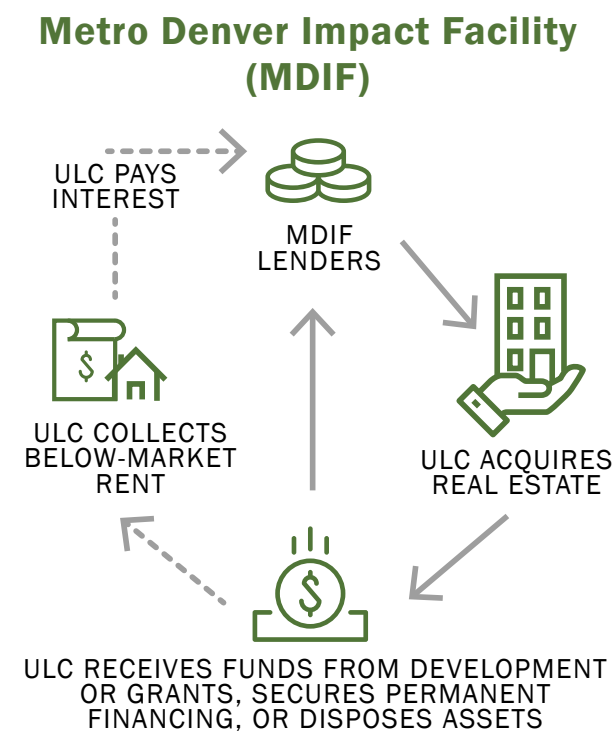 Metro Denver Impact Facility
(MDIF)
ULC PAYS
INTEREST
MDIF
LENDERS
ULC COLLECTS
BELOW-MARKET
RENT
ULC ACQUIRES
REAL ESTATE
ULC RECEIVES FUNDS FROM DEVELOPMENT
OR GRANTS, SECURES PERMANENT
FINANCING, OR DISPOSES ASSETS